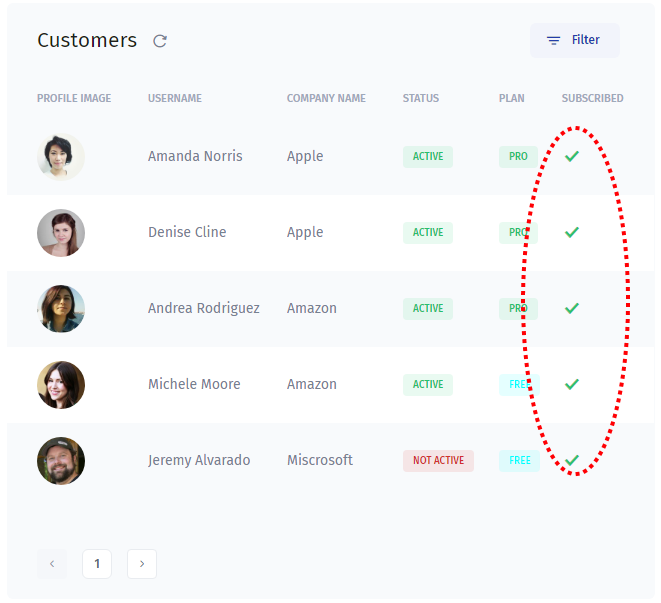 Customers
Filter
PROFILE IMAGE USERNAME COMPANY NAME STATUS PLAN SUBSCRIBED
Amanda Norris Apple ACTIVE PRO
Denise Cline Apple ACTIVE PRO
Andrea Rodriguez Amazon ACTIVE PRO
Michele Moore Amazon ACTIVE FREE
Jeremy Alvarado Miscrosoft NOT ACTIVE FREE
1